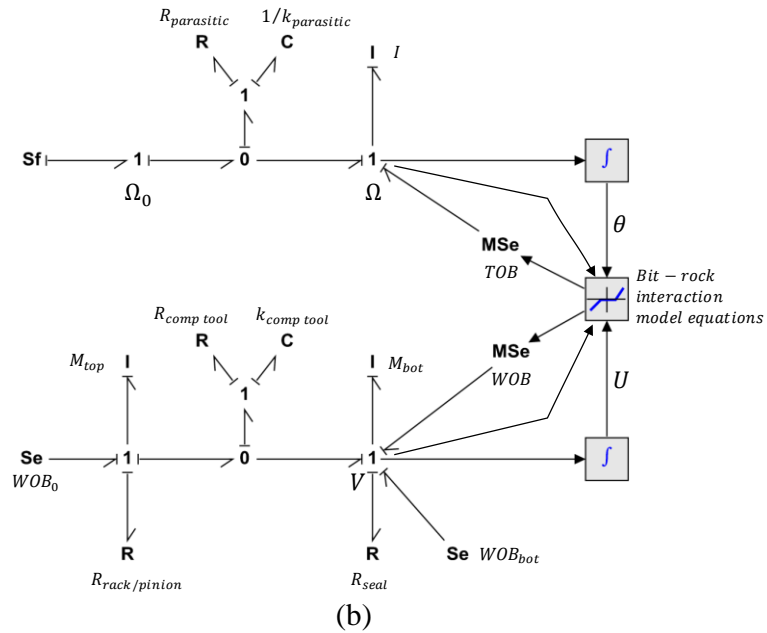 R_parasitic 1/k_parasitic
R C I I
1
Sf 1 0 1 ∫
Ω_0 Ω
θ
MSe
TOB
Bit − rock
interaction
model equations
R_comp tool k_comp tool
R C
MSe
WOB
M_top I I M_bot
1
U
Se 1 0 1 ∫
WOB_0 V
R R Se WOB_bot
R_rack/pinion R_seal
(b)